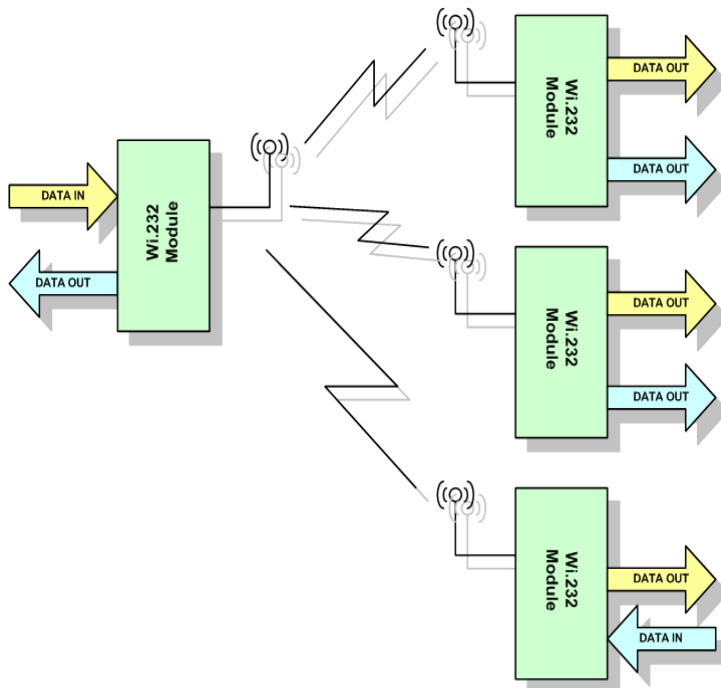 DATA IN
DATA OUT
Wi.232
Module
Wi.232
Module
DATA OUT
DATA OUT
Wi.232
Module
DATA OUT
DATA OUT
Wi.232
Module
DATA OUT
DATA IN